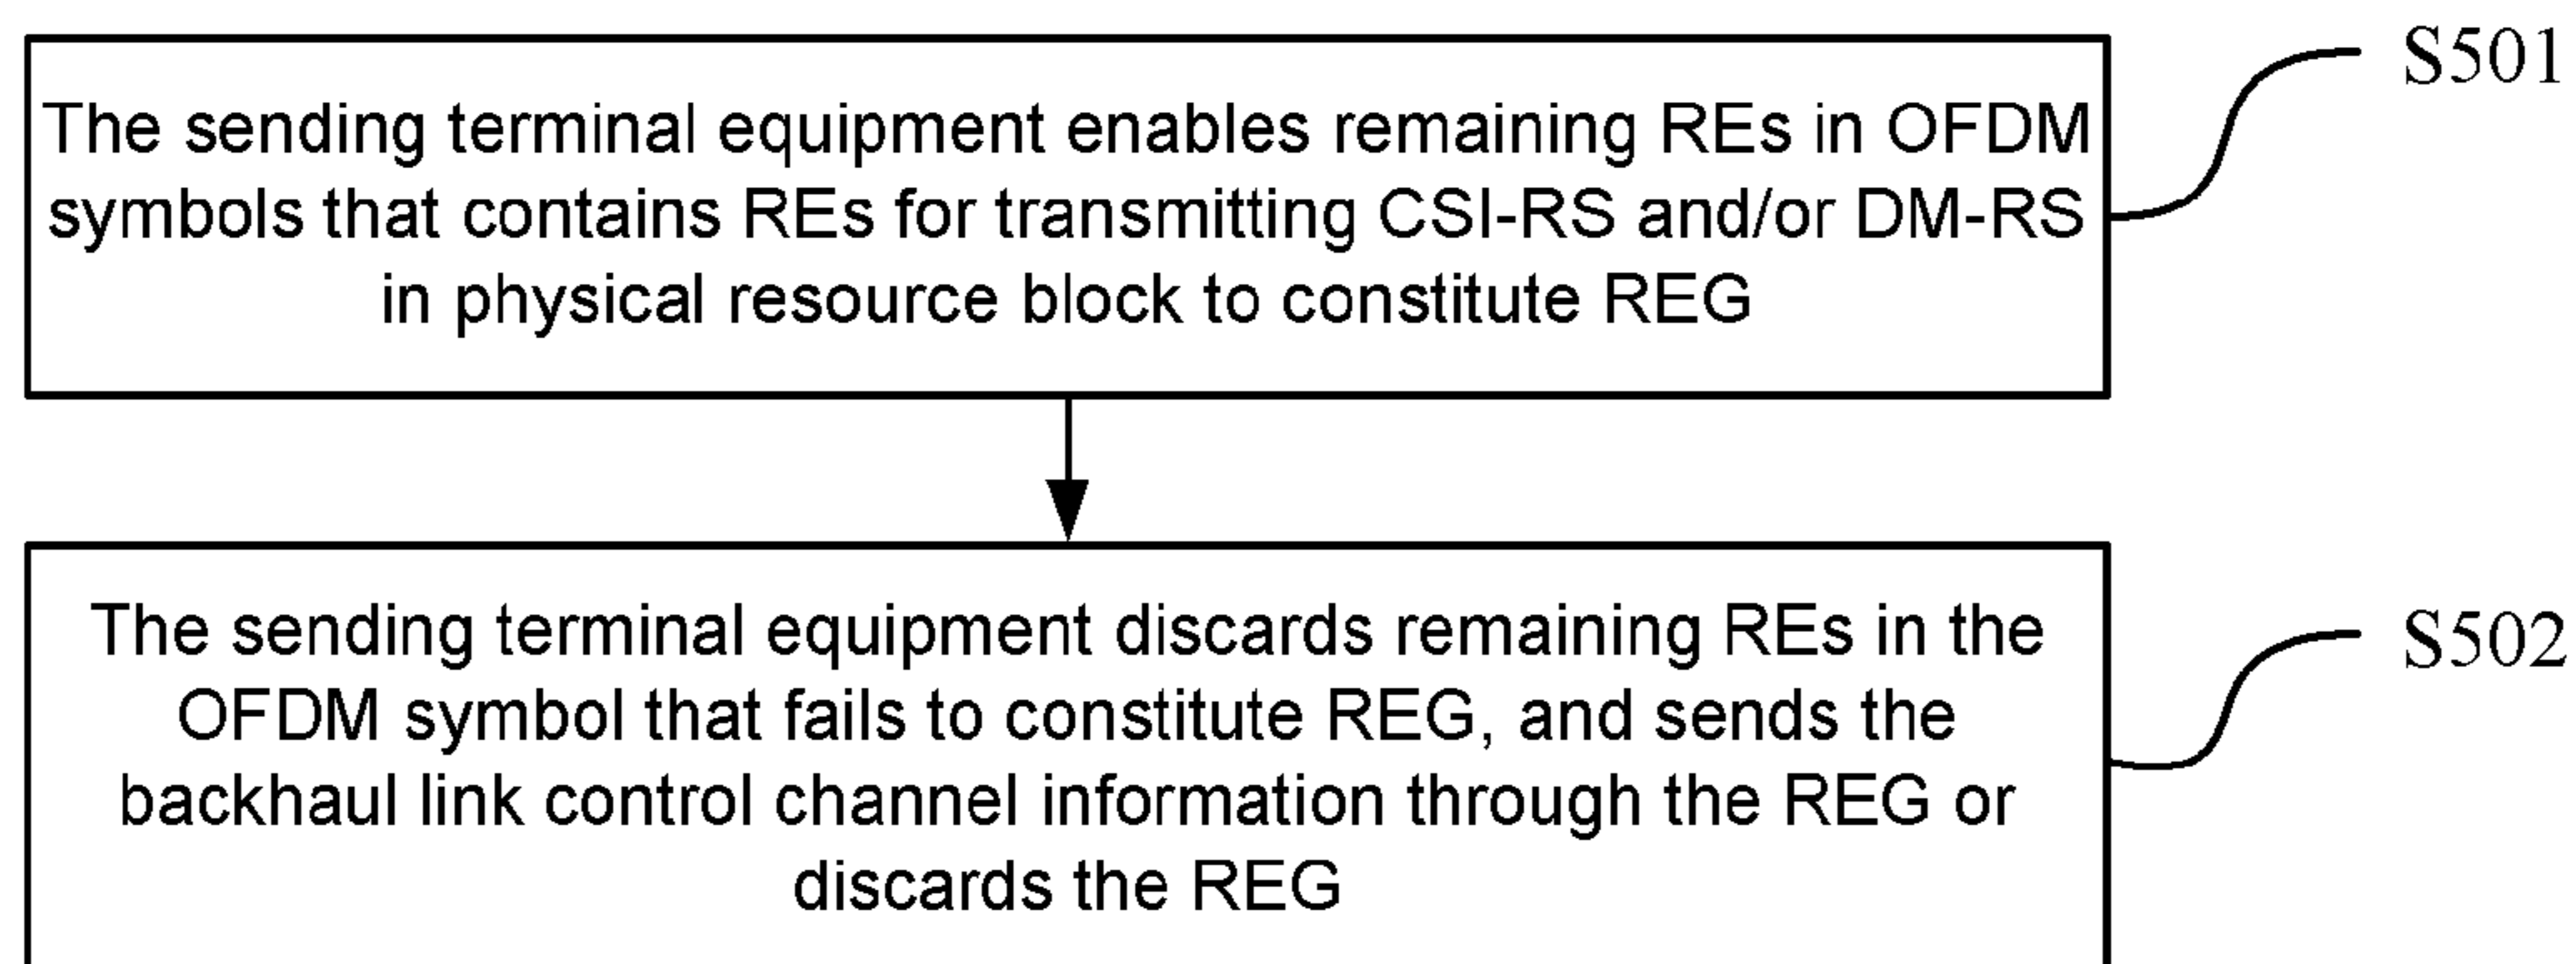 S501
The sending terminal equipment enables remaining REs in OFDM
symbols that contains REs for transmitting CSI-RS and/or DM-RS
in physical resource block to constitute REG
The sending terminal equipment discards remaining REs in the
S502
OFDM symbol that fails to constitute REG, and sends the
backhaul link control channel information through the REG or
discards the REG